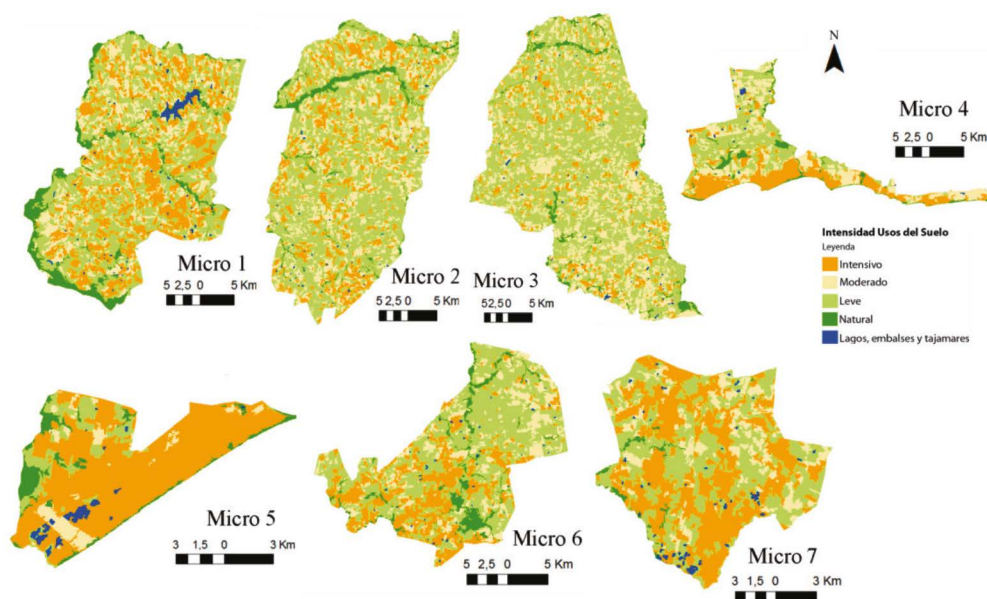 N
Micro 4
5 2,5 0 5 Km
Micro 1
5 2,5 0 5 Km
Micro 2
5 2,5 0 5 Km
Micro 3
52,50 5 Km
Intensidad Usos del Suelo
Leyenda
Intensivo
Moderado
Leve
Natural
Lagos, embalses y tajamares
Micro 5
3 1,5 0 3 Km
Micro 6
5 2,5 0 5 Km
Micro 7
3 1,5 0 3 Km